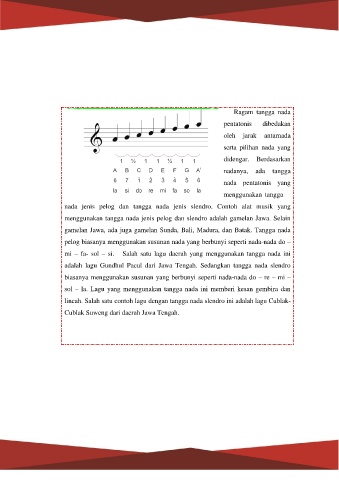 Ragam tangga nada
pentatonis dibedakan
oleh jarak antarnada
serta pilihan nada yang
didengar. Berdasarkan
nadanya, ada tangga
nada pentatonis yang
menggunakan tangga
1 ½ 1 1 ½ 1 1
A B C D E F G A'
6 7 1 2 3 4 5 6
la si do re mi fa so la
nada jenis pelog dan tangga nada jenis slendro. Contoh alat musik yang
menggunakan tangga nada jenis pelog dan slendro adalah gamelan Jawa. Selain
gamelan Jawa, ada juga gamelan Sunda, Bali, Madura, dan Batak. Tangga nada
pelog biasanya menggunakan susunan nada yang berbunyi seperti nada-nada do –
mi – fa- sol – si. Salah satu lagu daerah yang menggunakan tangga nada ini
adalah lagu Gundhul Pacul dari Jawa Tengah. Sedangkan tangga nada slendro
biasanya menggunakan susunan yang berbunyi seperti nada-nada do – re – mi –
sol – la. Lagu yang menggunakan tangga nada ini memberi kesan gembira dan
lincah. Salah satu contoh lagu dengan tangga nada slendro ini adalah lagu Cublak-
Cublak Suweng dari daerah Jawa Tengah.